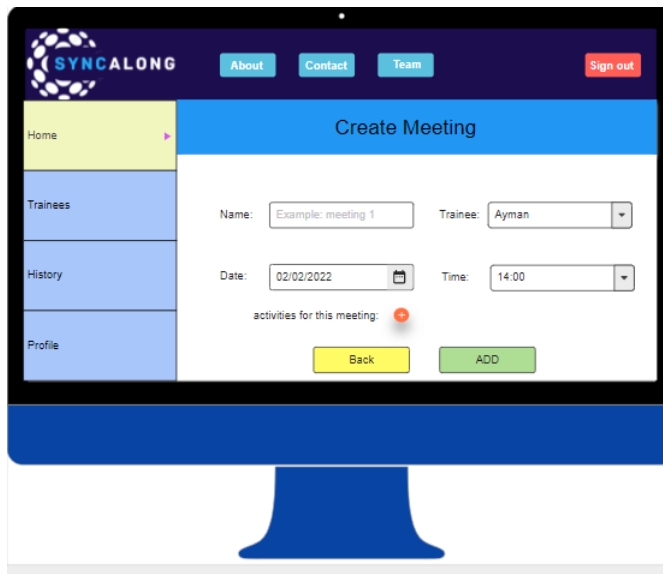 SYNCALONG
About
Contact
Team
Sign out
Home
Create Meeting
Trainees
Name:
Example: meeting 1
Trainee:
Ayman
History
Date:
02/02/2022
Time:
14:00
activities for this meeting:
Profile
Back
ADD